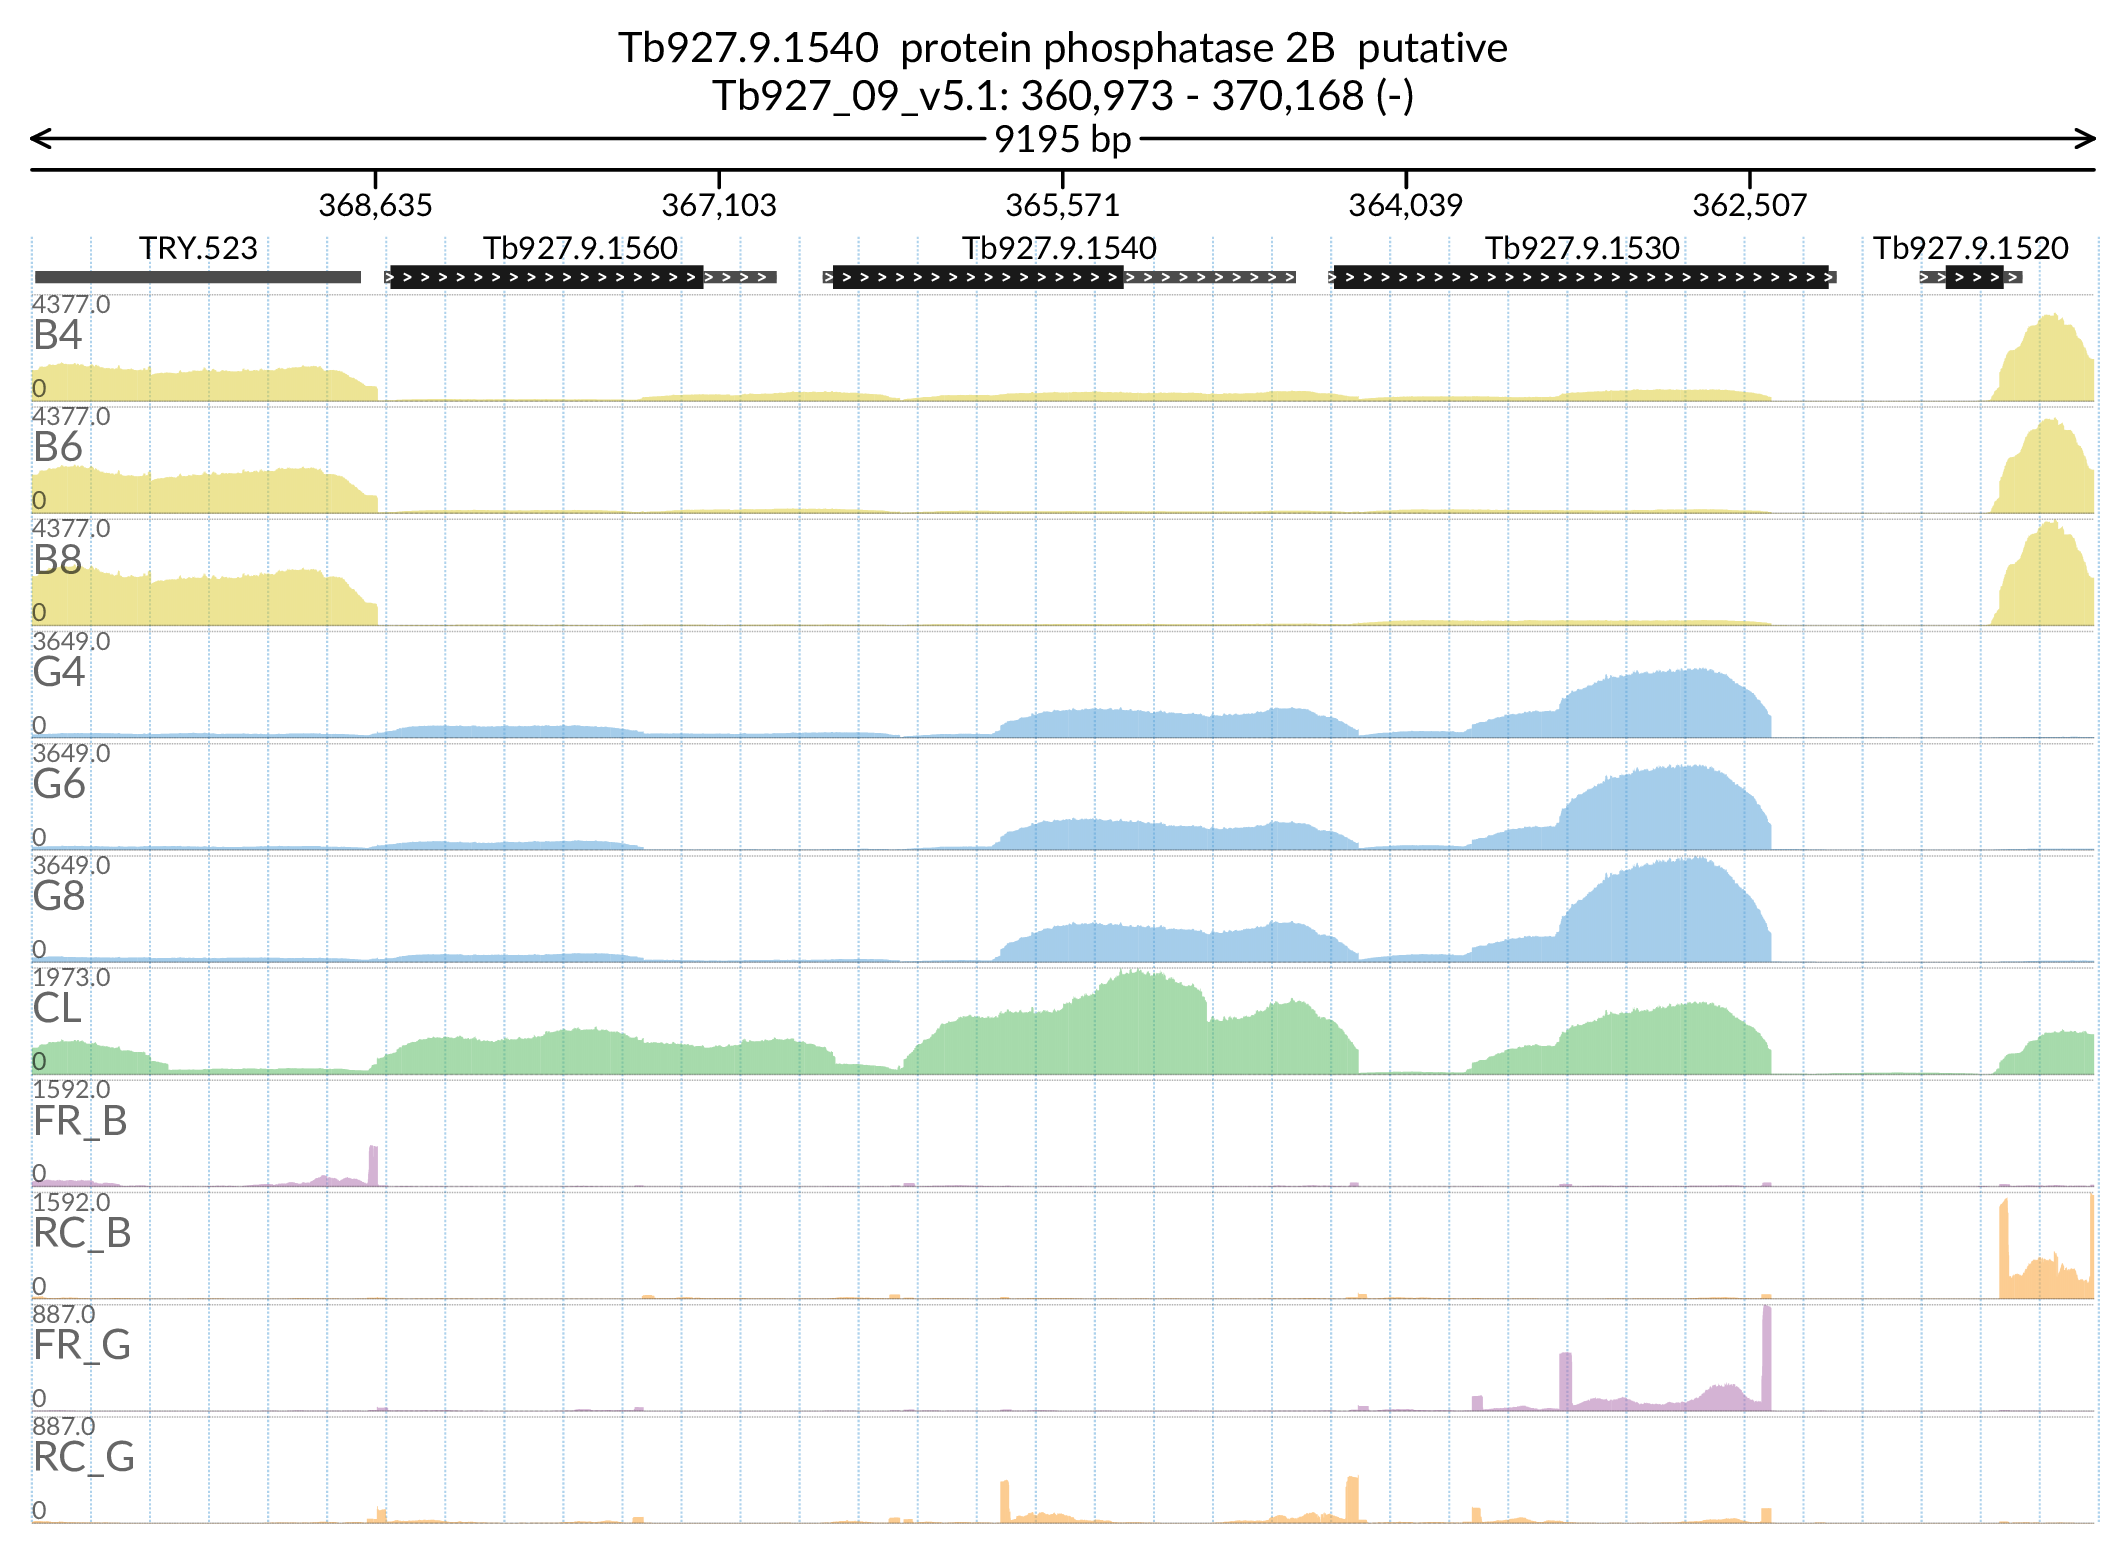 Tb927.9.1540  protein phosphatase 2B  putative
Tb927_09_v5.1: 360,973 - 370,168 (-)
9195 bp
368,635 367,103 365,571 364,039 362,507
TRY.523 Tb927.9.1560 Tb927.9.1540 Tb927.9.1530 Tb927.9.1520
4377.0
B4
0
4377.0
B6
0
4377.0
B8
0
3649.0
G4
0
3649.0
G6
0
3649.0
G8
0
1973.0
CL
0
1592.0
FR_B
0
1592.0
RC_B
0
887.0
FR_G
0
887.0
RC_G
0